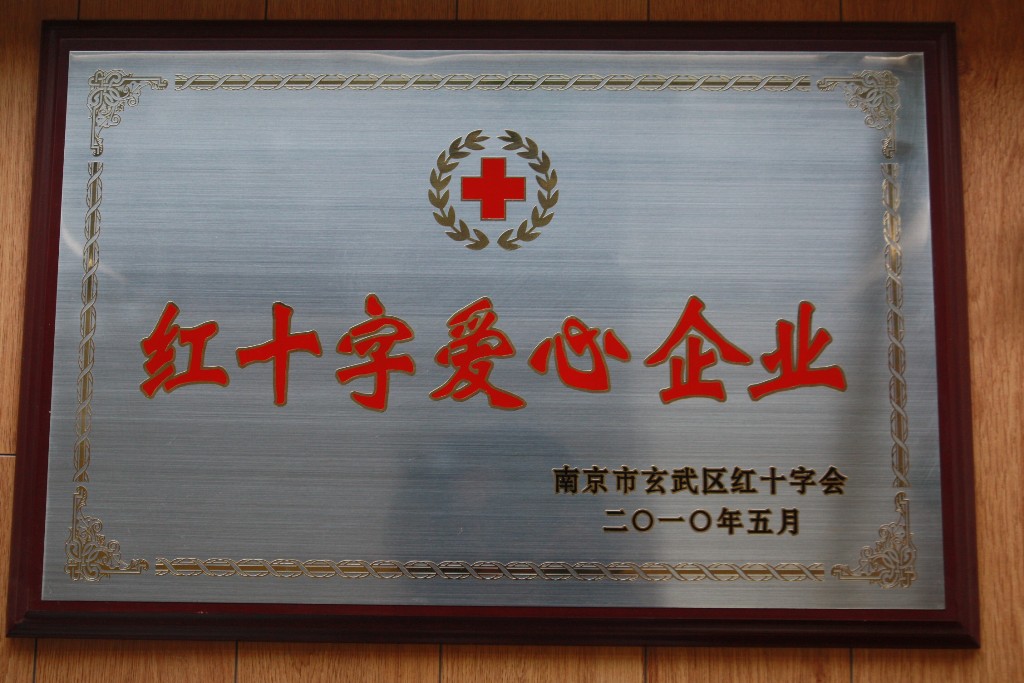 红十字爱心企业
南京市玄武区红十字会
二〇一〇年五月